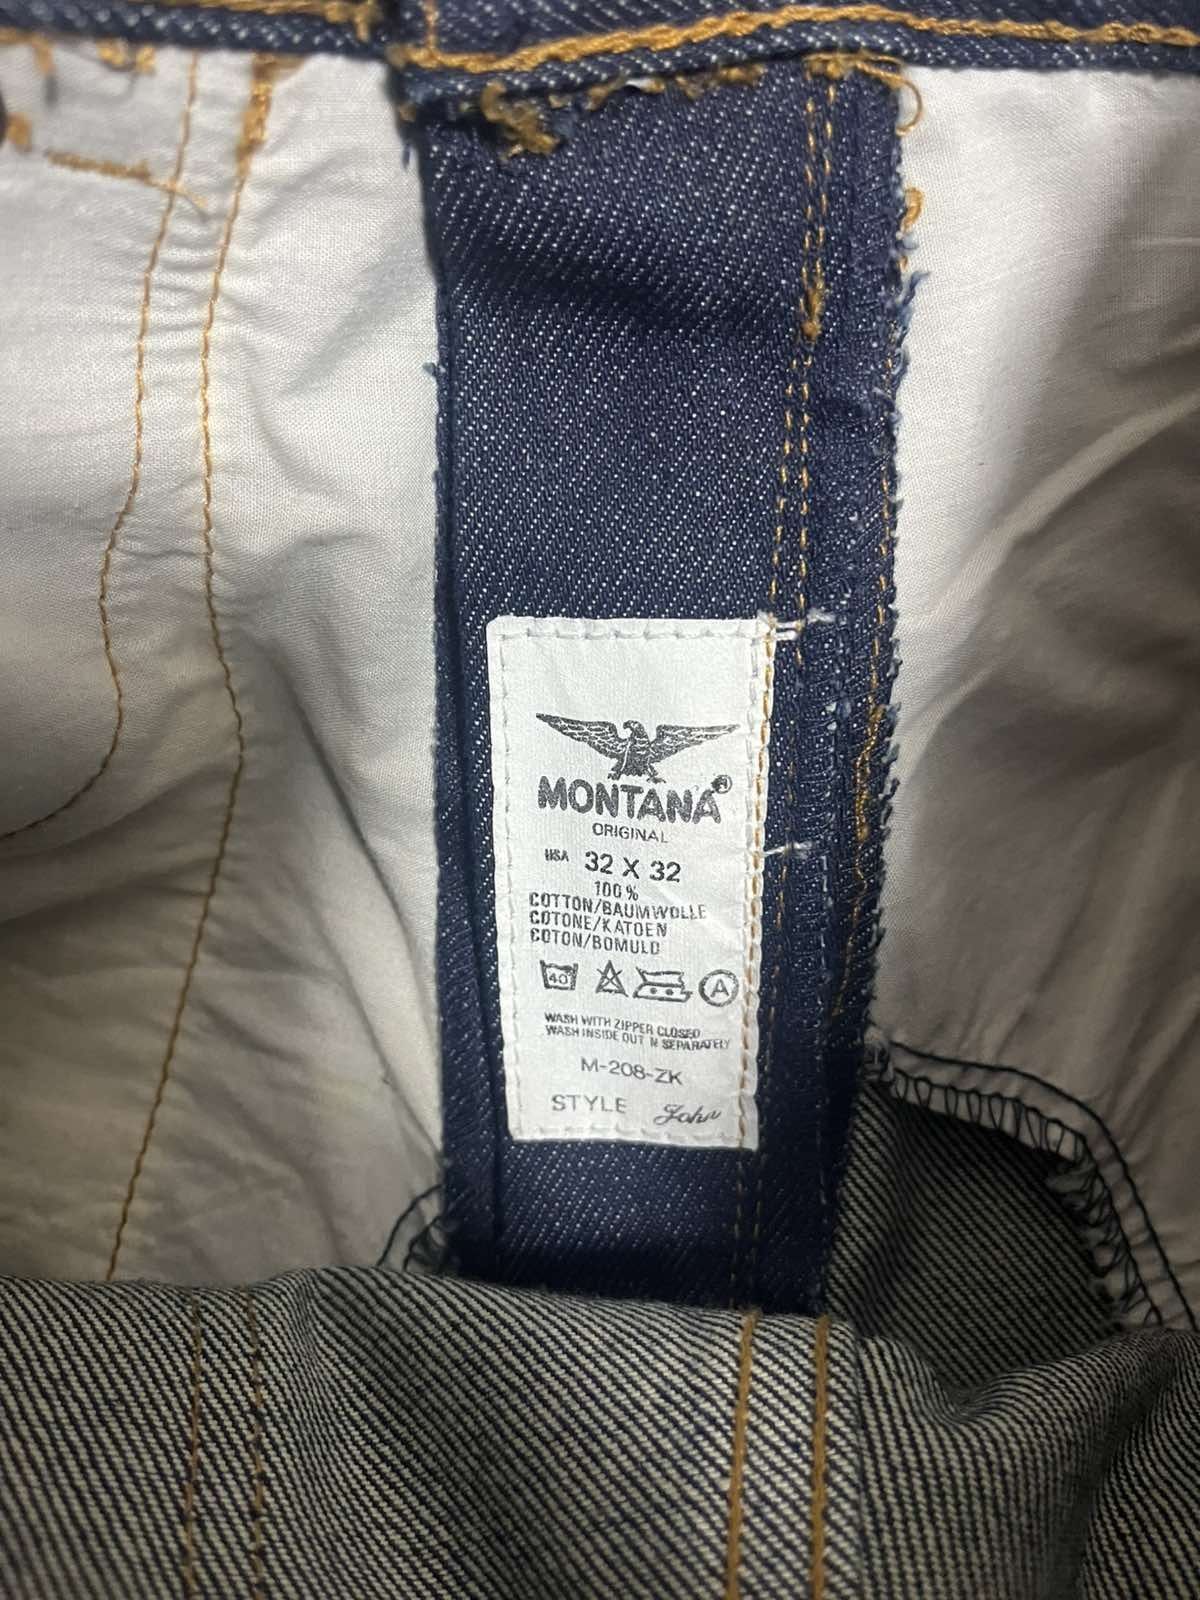 MONTANA®
ORIGINAL
USA 32 X 32
100%
COTTON/BAUMWOLLE
COTONE/KATOEN
COTON/BOMULD
40 A
WASH WITH ZIPPER CLOSED
WASH INSIDE OUT N SEPARATELY
M-208-ZK
STYLE John